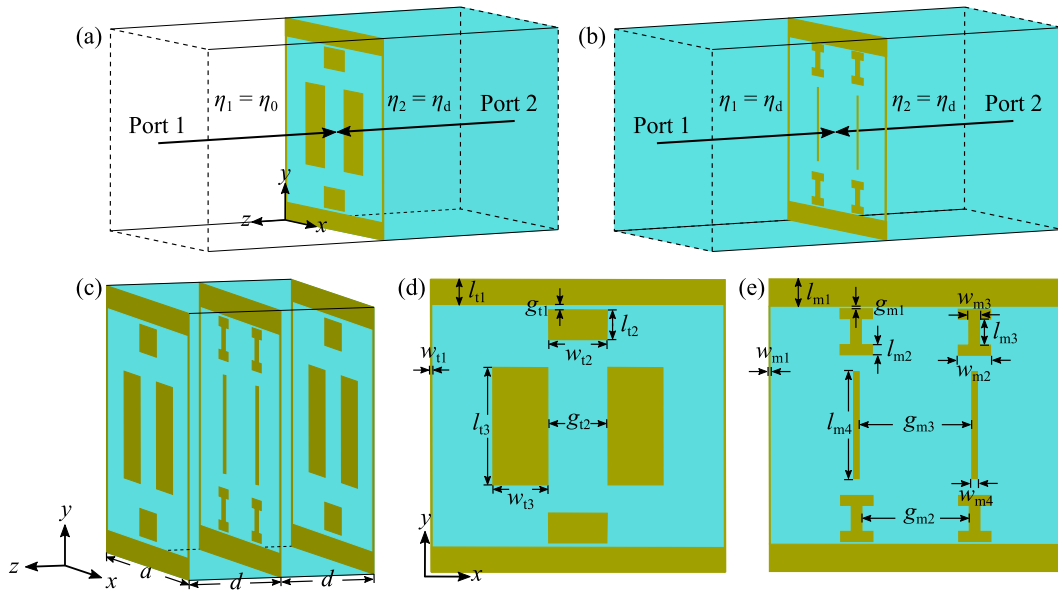 (a)
η1 = η0
η2 = ηd
Port 1
Port 2
y
z
x
(b)
η1 = ηd
η2 = ηd
Port 1
Port 2
(c)
y
z
x
a
d
d
(d)
lt1
gt1
lt2
wt1
wt2
lt3
gt2
wt3
y
x
(e)
lm1
gm1
wm3
lm3
wm1
lm2
wm2
lm4
gm3
wm4
gm2